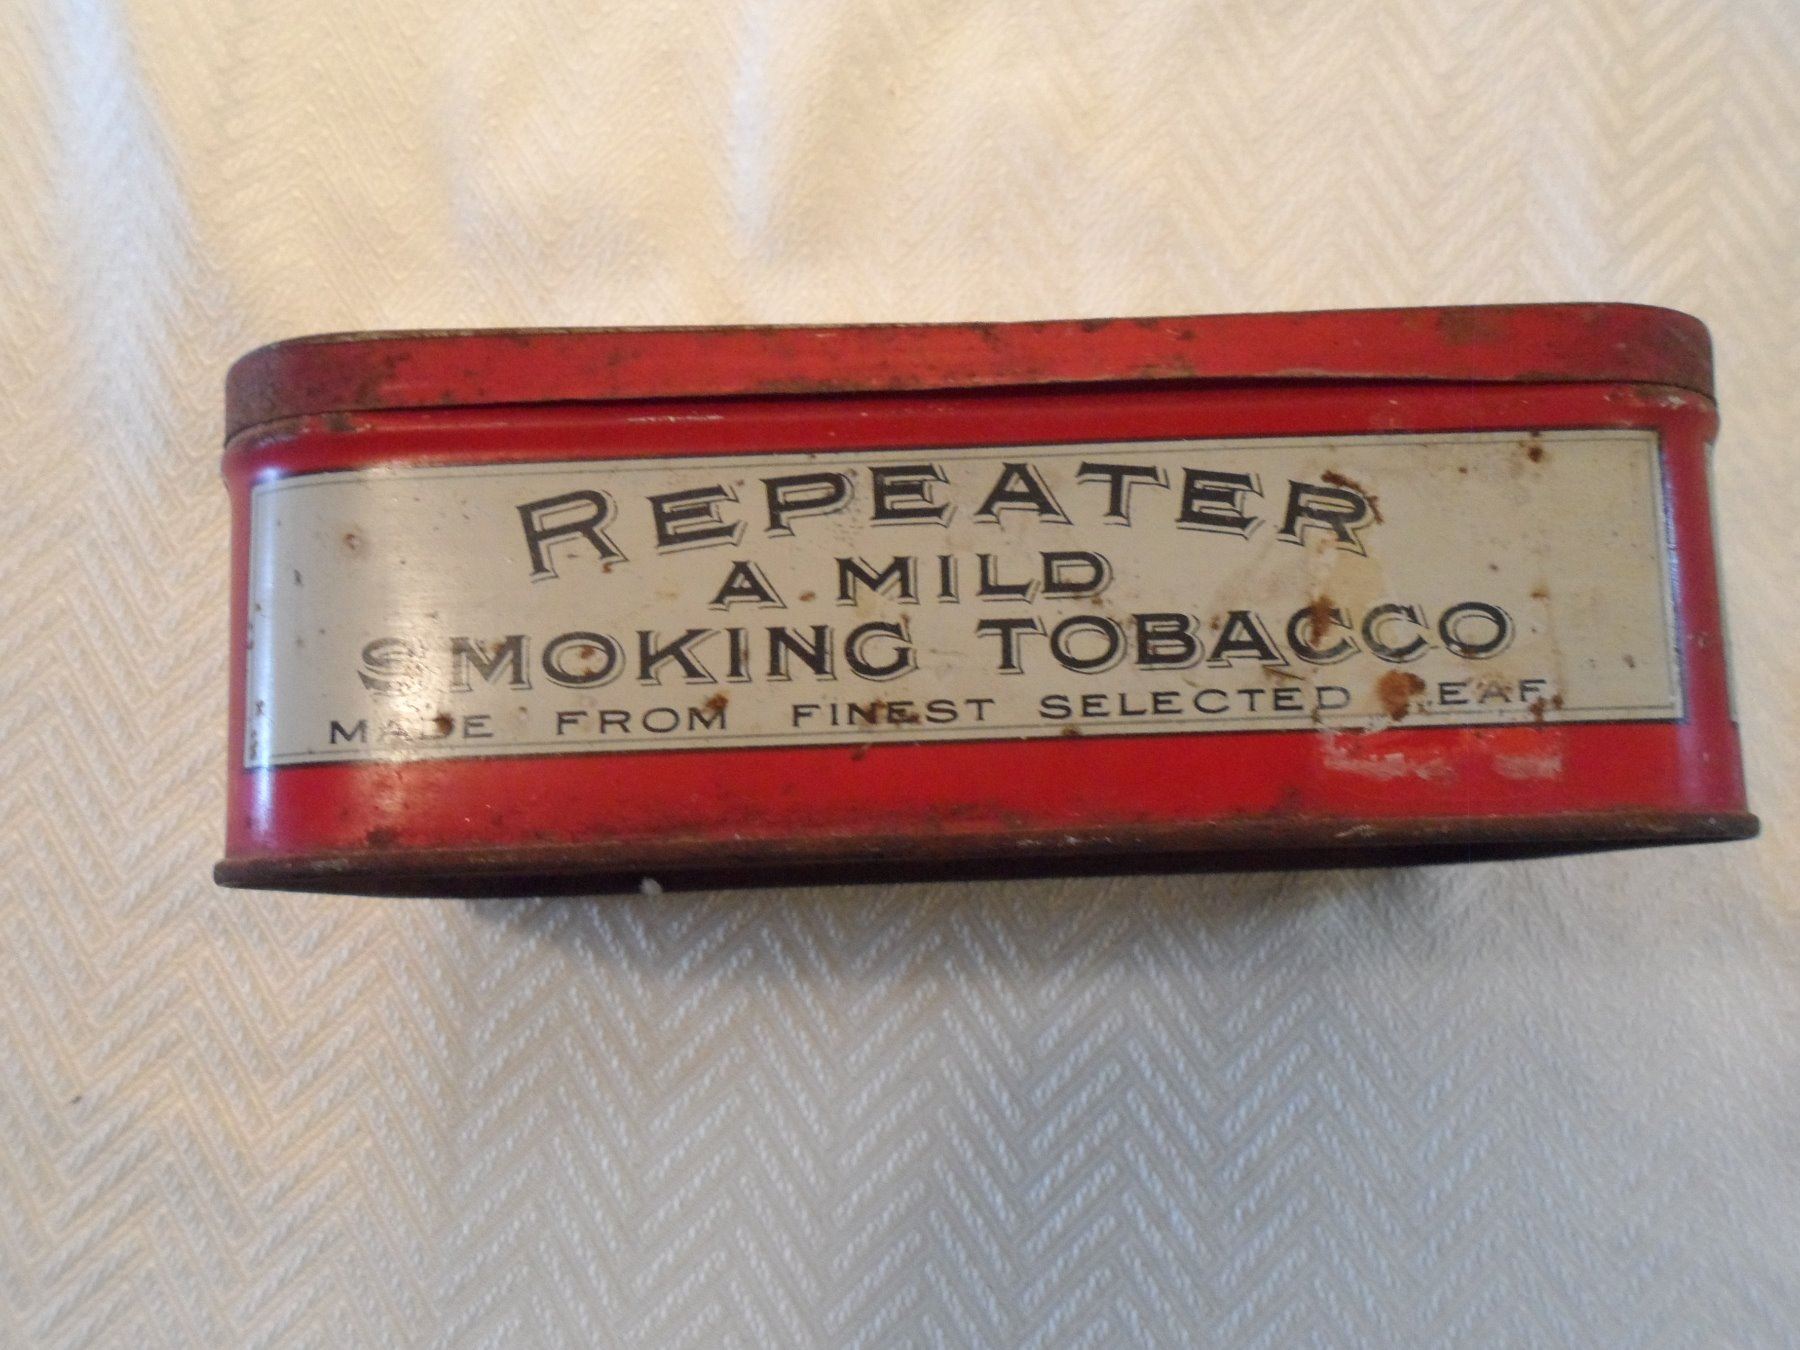 REPEATER
A MILD
SMOKING TOBACCO
MADE FROM FINEST SELECTED LEAF